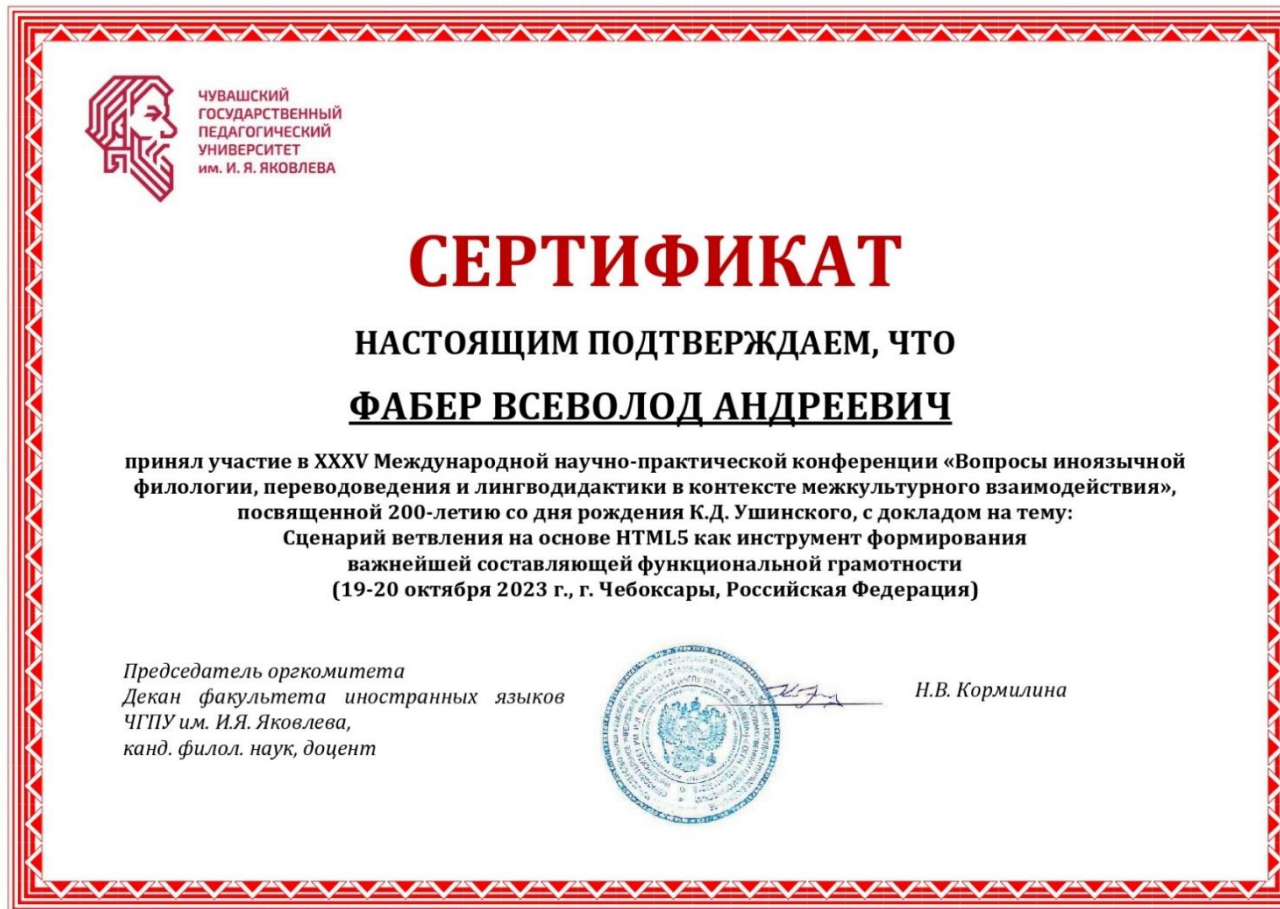 ЧУВАШСКИЙ
ГОСУДАРСТВЕННЫЙ
ПЕДАГОГИЧЕСКИЙ
УНИВЕРСИТЕТ
им. И. Я. ЯКОВЛЕВА
СЕРТИФИКАТ
НАСТОЯЩИМ ПОДТВЕРЖДАЕМ, ЧТО
ФАБЕР ВСЕВОЛОД АНДРЕЕВИЧ
принял участие в XXXV Международной научно-практической конференции «Вопросы иноязычной
филологии, переводоведения и лингводидактики в контексте межкультурного взаимодействия»,
посвященной 200-летию со дня рождения К.Д. Ушинского, с докладом на тему:
Сценарий ветвления на основе HTML5 как инструмент формирования
важнейшей составляющей функциональной грамотности
(19-20 октября 2023 г., г. Чебоксары, Российская Федерация)
Председатель оргкомитета
Декан факультета иностранных языков
ЧГПУ им. И.Я. Яковлева,
канд. филол. наук, доцент
Н.В. Кормилина